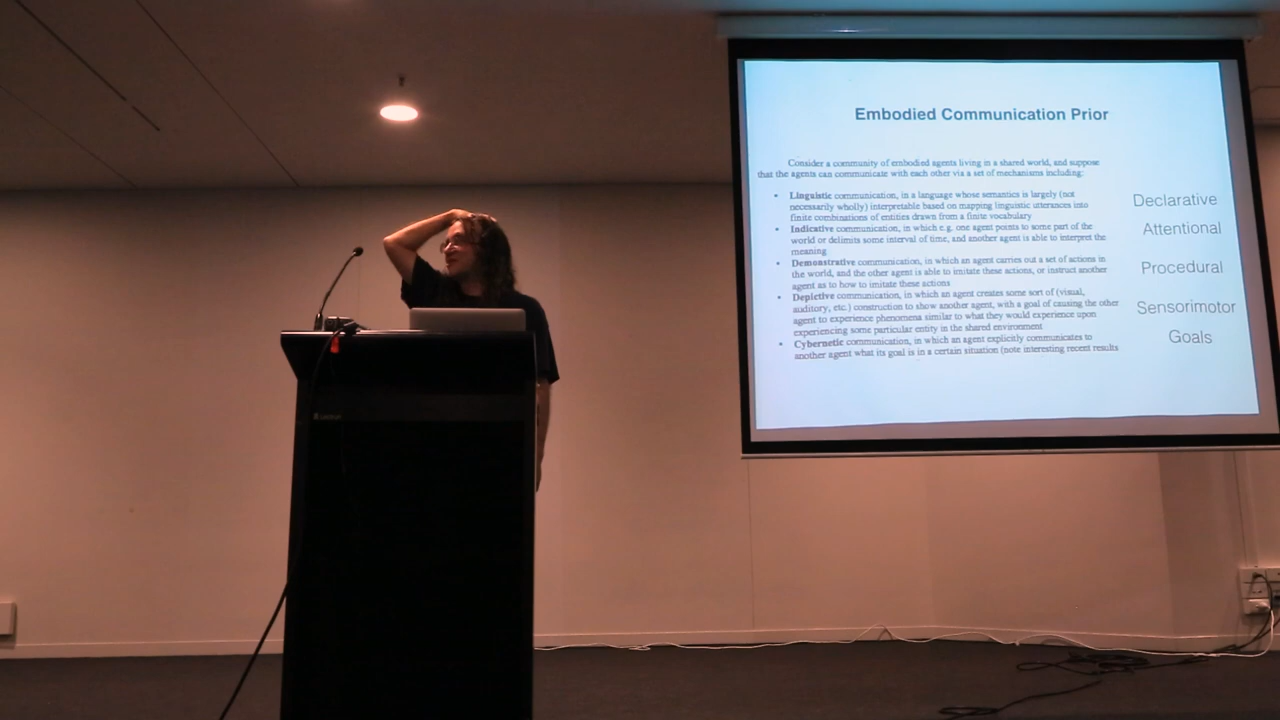 Embodied Communication Prior
Consider a community of embodied agents living in a shared world, and suppose
that the agents can communicate with each other via a set of mechanisms including:
• Linguistic communication, in a language whose semantics is largely (not
necessarily wholly) interpretable based on mapping linguistic utterances into
finite combinations of entities drawn from a finite vocabulary
• Indicative communication, in which e.g. one agent points to some part of the
world or delimits some interval of time, and another agent is able to interpret the
meaning
• Demonstrative communication, in which an agent carries out a set of actions in
the world, and the other agent is able to imitate these actions, or instruct another
agent as to how to imitate these actions
• Depictive communication, in which an agent creates some sort of (visual,
auditory, etc.) construction to show another agent, with a goal of causing the other
agent to experience phenomena similar to what they would experience upon
experiencing some particular entity in the shared environment
• Cybernetic communication, in which an agent explicitly communicates to
another agent what its goal is in a certain situation (note interesting recent results
Declarative
Attentional
Procedural
Sensorimotor
Goals